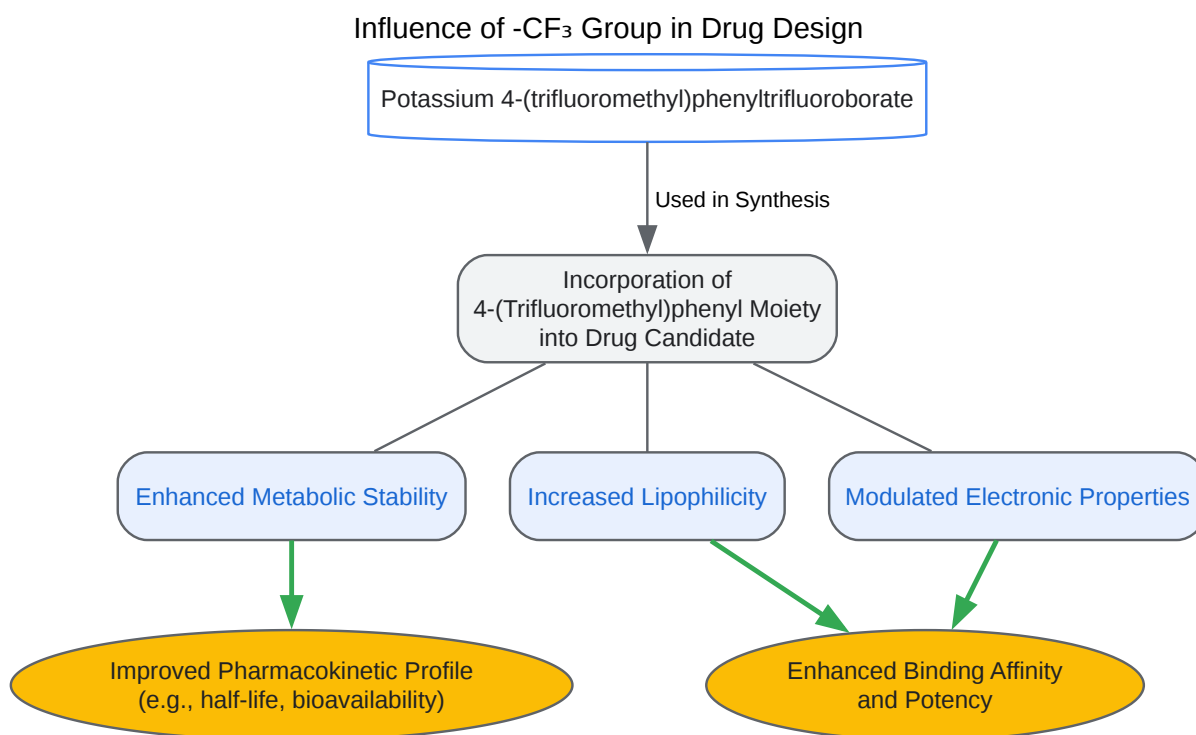 Influence of -CF₃ Group in Drug Design
Potassium 4-(trifluoromethyl)phenyltrifluoroborate
Used in Synthesis
Incorporation of
4-(Trifluoromethyl)phenyl Moiety
into Drug Candidate
Enhanced Metabolic Stability
Increased Lipophilicity
Modulated Electronic Properties
Improved Pharmacokinetic Profile
(e.g., half-life, bioavailability)
Enhanced Binding Affinity
and Potency